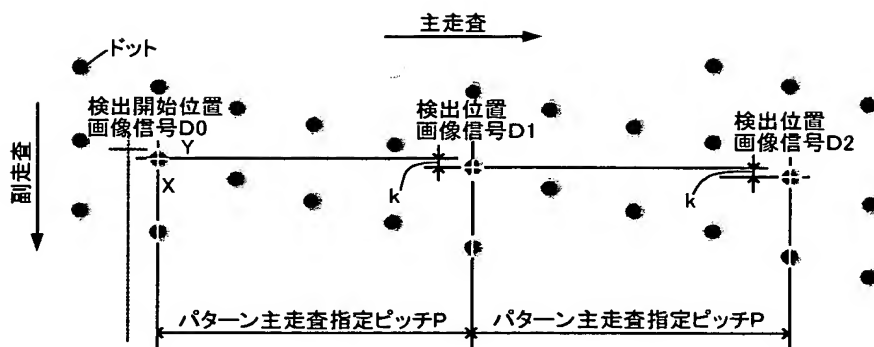 主走査
ドット
検出開始位置
画像信号D0
検出位置
画像信号D1
検出位置
画像信号D2
副走査
Y
X
k
k
パターン主走査指定ピッチP
パターン主走査指定ピッチP